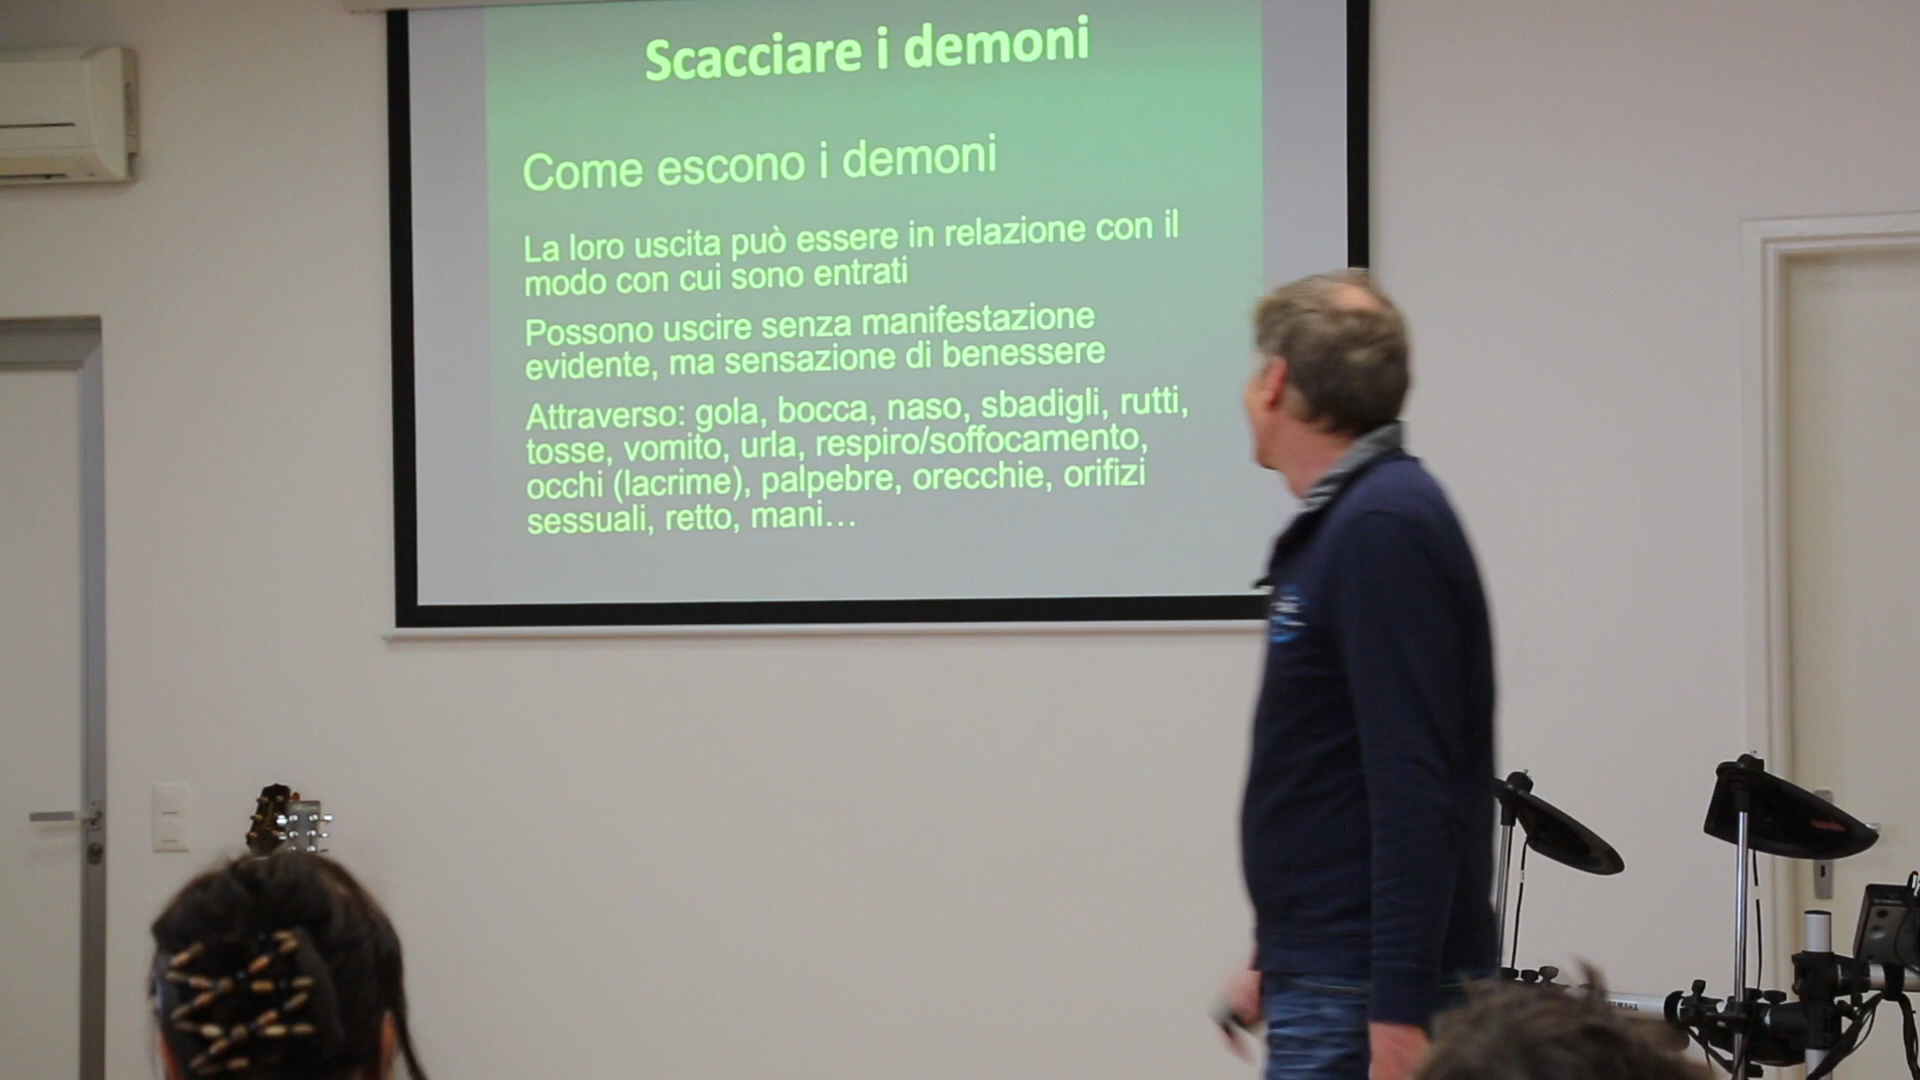 Scacciare i demoni
Come escono i demoni
La loro uscita può essere in relazione con il
modo con cui sono entrati
Possono uscire senza manifestazione
evidente, ma sensazione di benessere
Attraverso: gola, bocca, naso, sbadigli, rutti,
tosse, vomito, urla, respiro/soffocamento,
occhi (lacrime), palpebre, orecchie, orifizi
sessuali, retto, mani…
YAMAHA